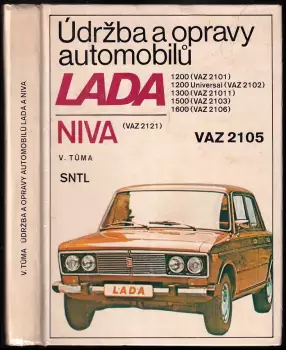 V. TŮMA ÚDRŽBA A OPRAVY AUTOMOBILŮ LADA A NIVA
Údržba a opravy
automobilů
LADA
1200 (VAZ 2101)
1200 Universal (VAZ 2102)
1300 (VAZ 21011)
1500 (VAZ 2103)
1600 (VAZ 2106)
NIVA (VAZ 2121)
VAZ 2105
V. TŮMA
SNTL
LADA